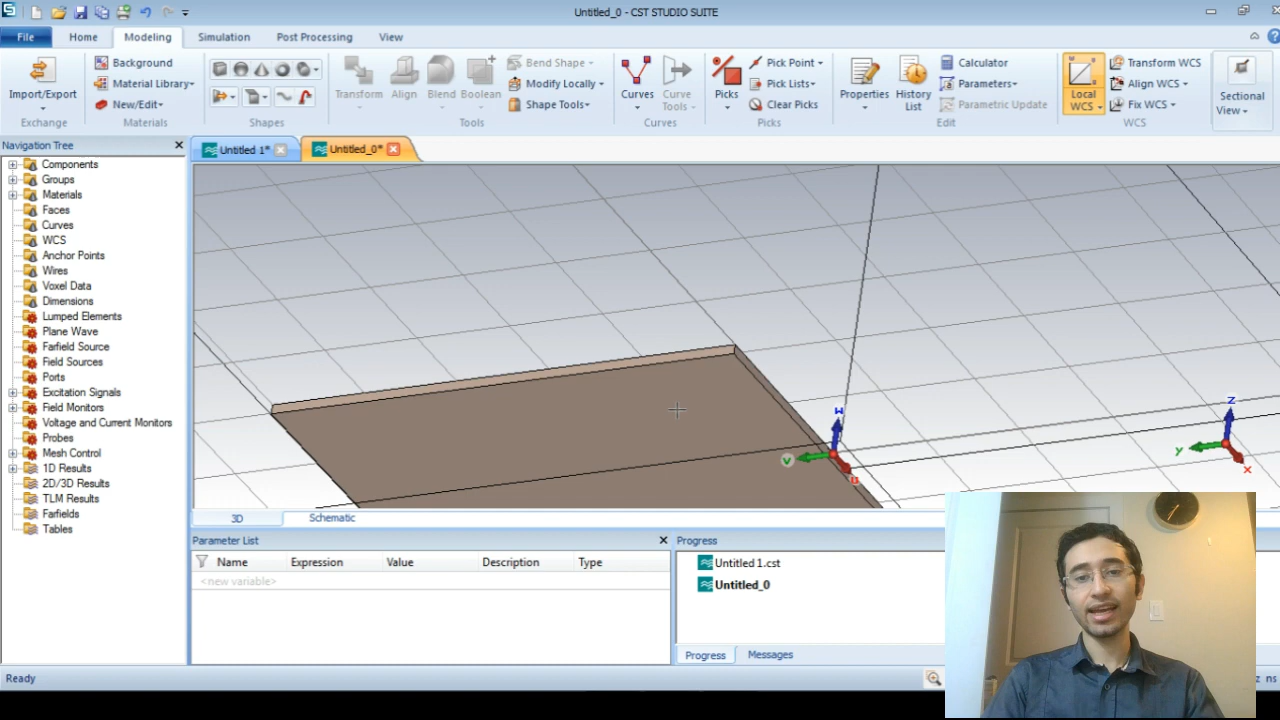 Untitled_0 - CST STUDIO SUITE
File Home Modeling Simulation Post Processing View
Import/Export
Exchange
Background
Material Library
New/Edit
Materials
Shapes
Transform Align Blend Boolean
Bend Shape
Modify Locally
Shape Tools
Tools
Curves Curve Tools
Curves
Picks
Pick Point
Pick Lists
Clear Picks
Picks
Properties History List
Calculator
Parameters
Parametric Update
Edit
Local WCS
Transform WCS
Align WCS
Fix WCS
WCS
Sectional View
Navigation Tree
Untitled 1*
Untitled_0*
Components
Groups
Materials
Faces
Curves
WCS
Anchor Points
Wires
Voxel Data
Dimensions
Lumped Elements
Plane Wave
Farfield Source
Field Sources
Ports
Excitation Signals
Field Monitors
Voltage and Current Monitors
Probes
Mesh Control
1D Results
2D/3D Results
TLM Results
Farfields
Tables
w
v
u
z
y
x
3D Schematic
Parameter List
Name Expression Value Description Type
<new variable>
Progress
Untitled 1.cst
Untitled_0
Progress Messages
Ready
z ns